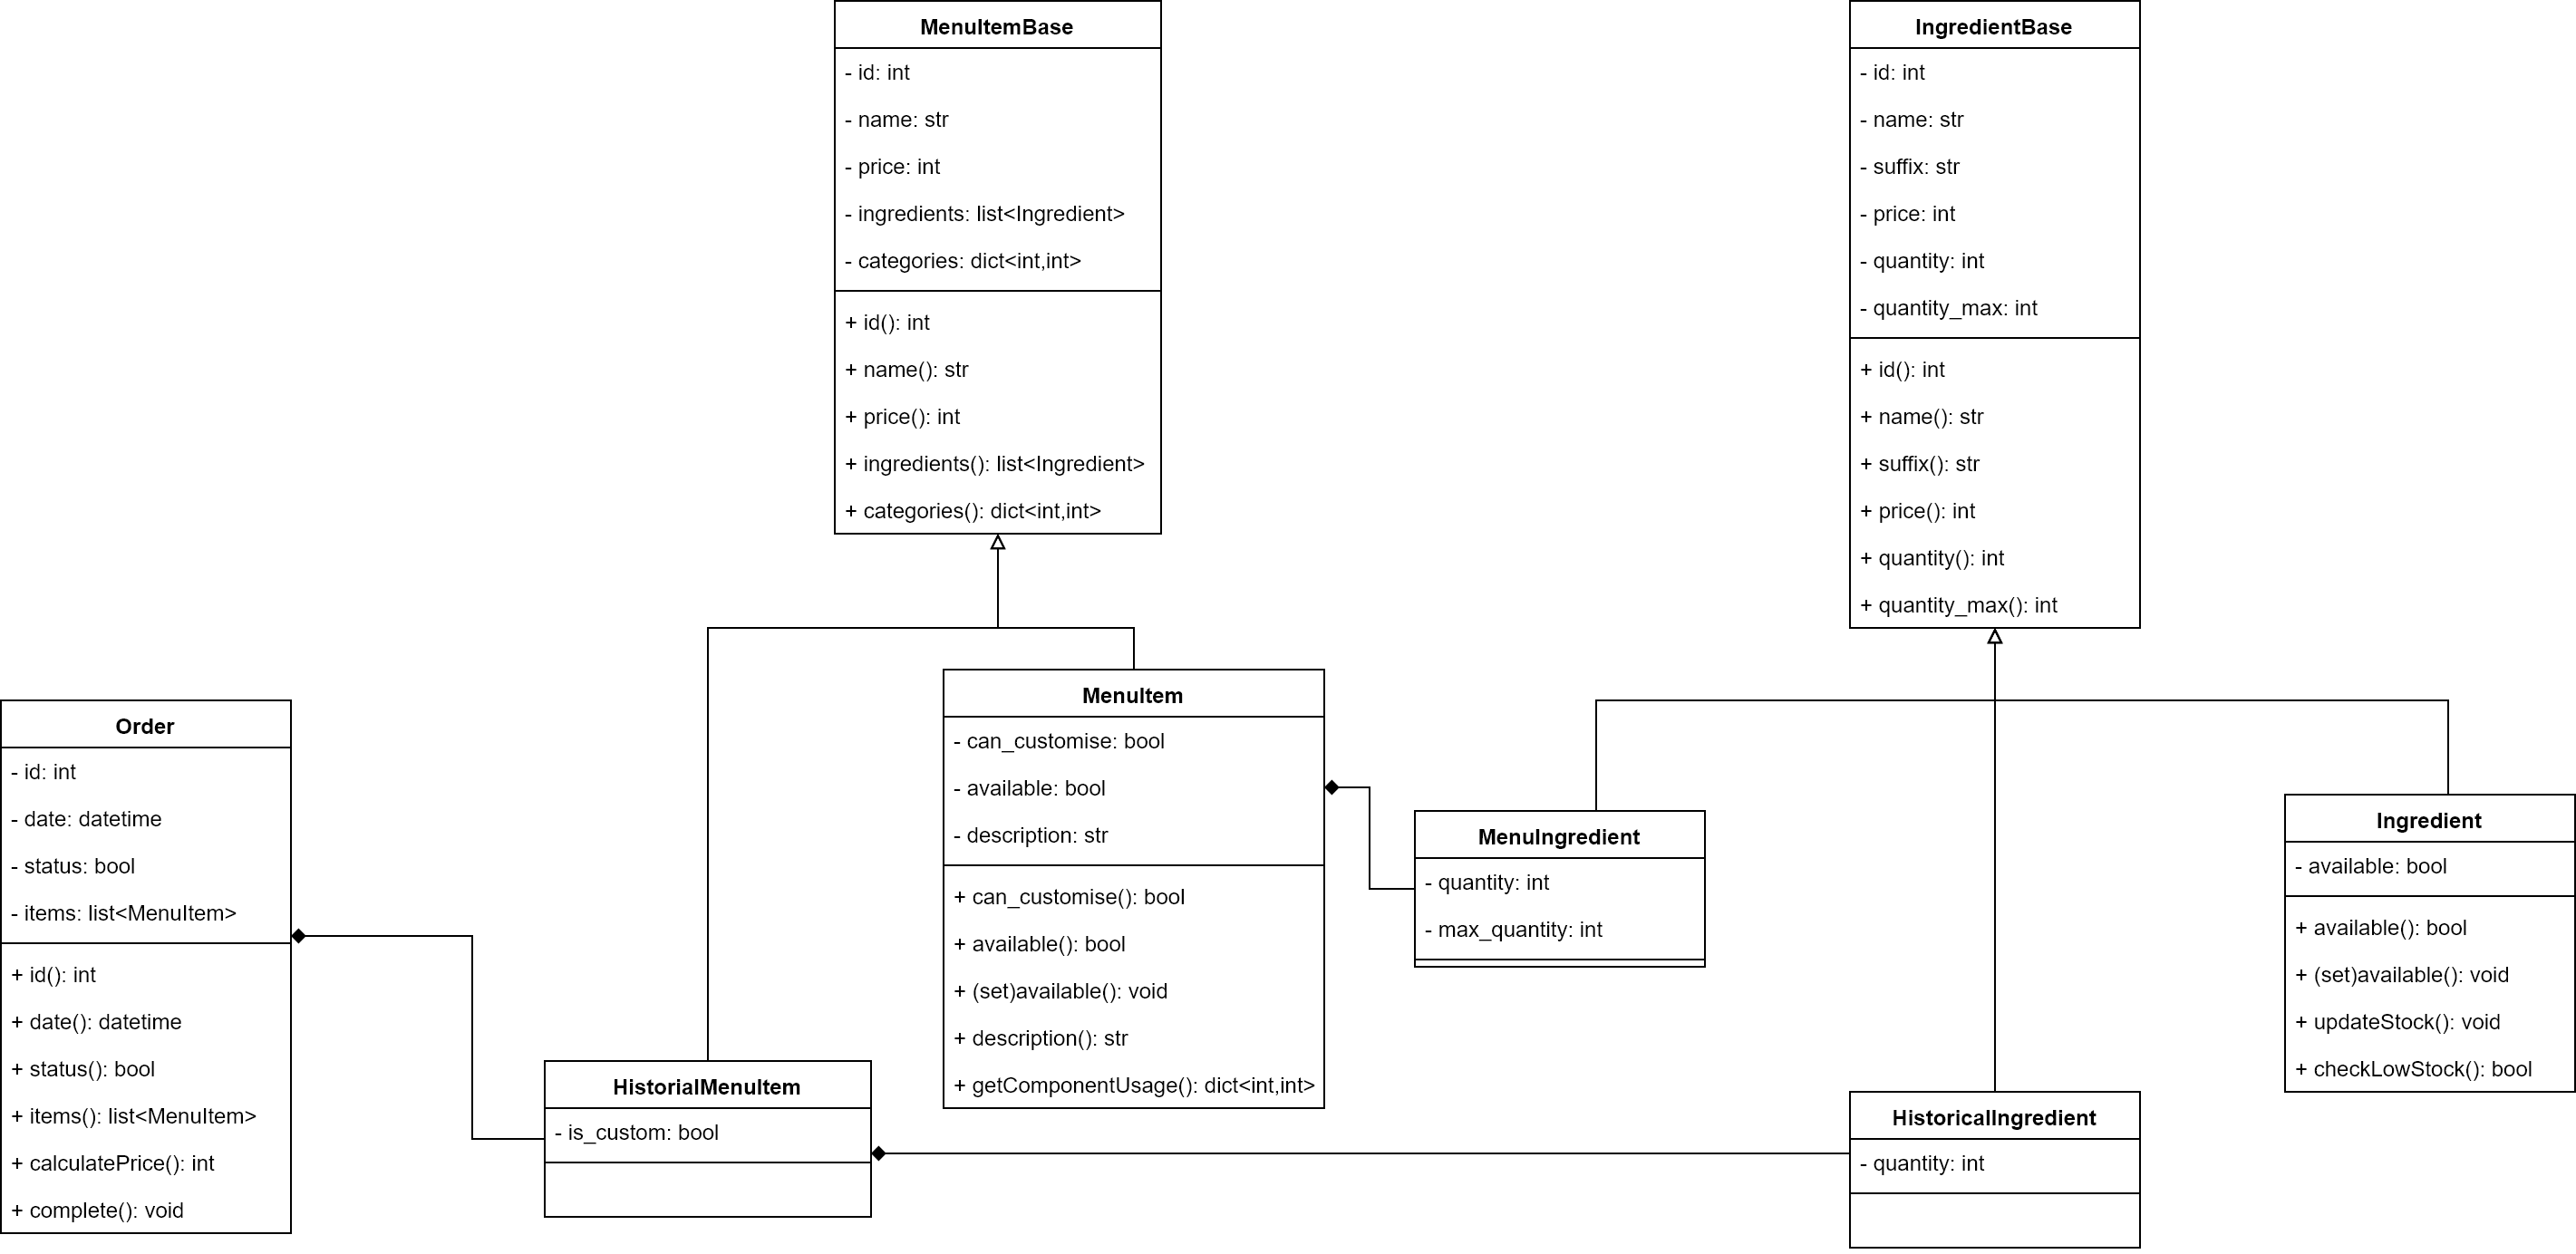 MenuItemBase
- id: int
- name: str
- price: int
- ingredients: list<Ingredient>
- categories: dict<int,int>
+ id(): int
+ name(): str
+ price(): int
+ ingredients(): list<Ingredient>
+ categories(): dict<int,int>
IngredientBase
- id: int
- name: str
- suffix: str
- price: int
- quantity: int
- quantity_max: int
+ id(): int
+ name(): str
+ suffix(): str
+ price(): int
+ quantity(): int
+ quantity_max(): int
Order
- id: int
- date: datetime
- status: bool
- items: list<MenuItem>
+ id(): int
+ date(): datetime
+ status(): bool
+ items(): list<MenuItem>
+ calculatePrice(): int
+ complete(): void
HistorialMenuItem
- is_custom: bool
MenuItem
- can_customise: bool
- available: bool
- description: str
+ can_customise(): bool
+ available(): bool
+ (set)available(): void
+ description(): str
+ getComponentUsage(): dict<int,int>
MenuIngredient
- quantity: int
- max_quantity: int
HistoricalIngredient
- quantity: int
Ingredient
- available: bool
+ available(): bool
+ (set)available(): void
+ updateStock(): void
+ checkLowStock(): bool